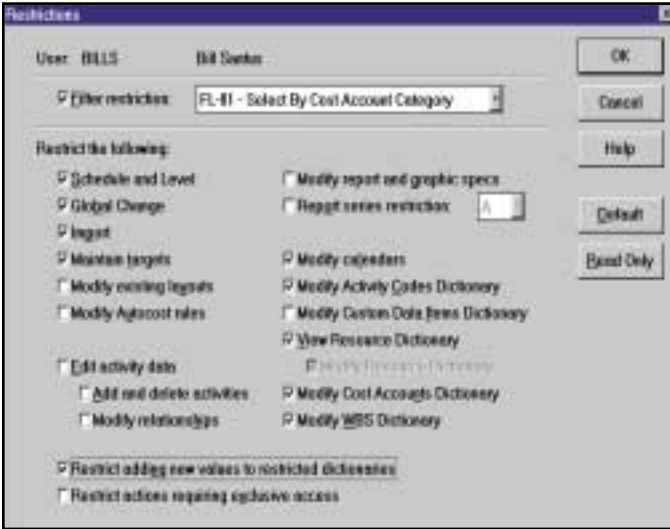 Restrictions
User: BILLS Bill Santus
Filter restriction: FL-01 - Select By Cost Account Category
OK
Cancel
Help
Default
Read Only
Restrict the following:
Schedule and Level
Global Change
Import
Maintain targets
Modify existing layouts
Modify Autocost rules
Edit activity data
Add and delete activities
Modify relationships
Modify report and graphic specs
Report series restriction: A
Modify calendars
Modify Activity Codes Dictionary
Modify Custom Data Items Dictionary
View Resource Dictionary
Modify Resource Dictionary
Modify Cost Accounts Dictionary
Modify WBS Dictionary
Restrict adding new values to restricted dictionaries
Restrict actions requiring exclusive access